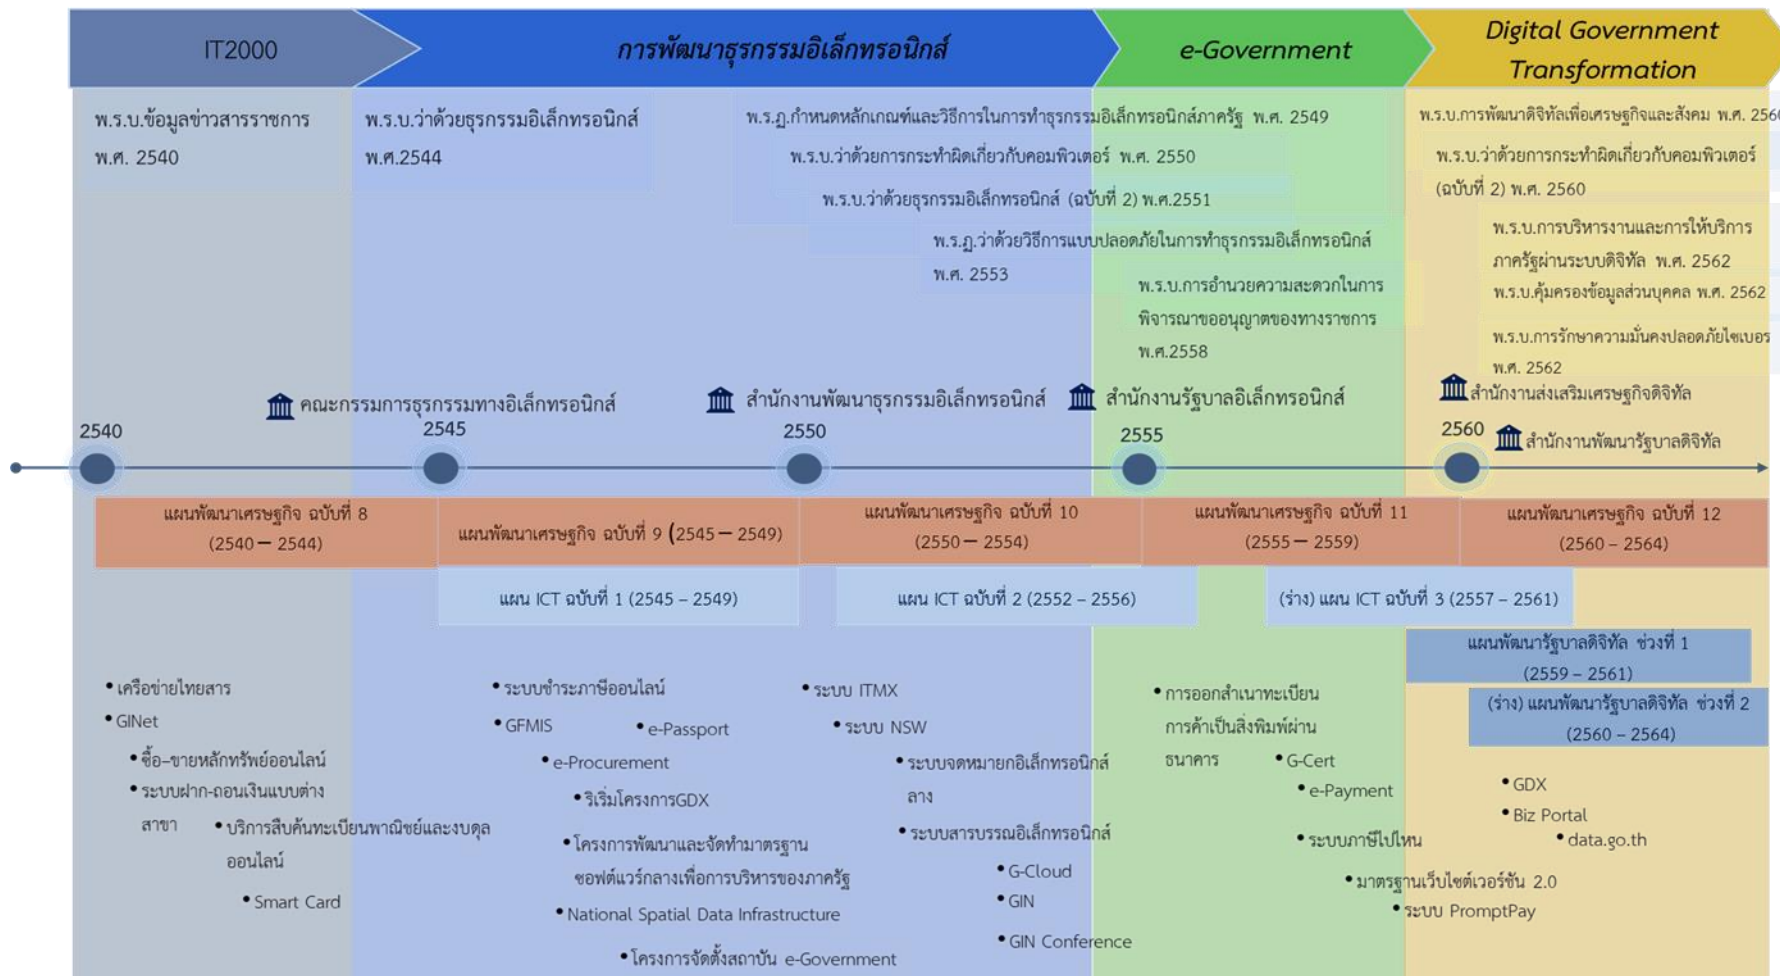 IT2000
การพัฒนาธุรกรรมอิเล็กทรอนิกส์
e-Government
Digital Government
Transformation
พ.ร.บ.ข้อมูลข่าวสารราชการ
พ.ศ. 2540
พ.ร.บ.ว่าด้วยธุรกรรมอิเล็กทรอนิกส์
พ.ศ.2544
พ.ร.ฎ.กำหนดหลักเกณฑ์และวิธีการในการทำธุรกรรมอิเล็กทรอนิกส์ภาครัฐ พ.ศ. 2549
พ.ร.บ.ว่าด้วยการกระทำผิดเกี่ยวกับคอมพิวเตอร์ พ.ศ. 2550
พ.ร.บ.ว่าด้วยธุรกรรมอิเล็กทรอนิกส์ (ฉบับที่ 2) พ.ศ.2551
พ.ร.ฎ.ว่าด้วยวิธีการแบบปลอดภัยในการทำธุรกรรมอิเล็กทรอนิกส์
พ.ศ. 2553
พ.ร.บ.การอำนวยความสะดวกในการ
พิจารณาขออนุญาตของทางราชการ
พ.ศ.2558
พ.ร.บ.การพัฒนาดิจิทัลเพื่อเศรษฐกิจและสังคม พ.ศ. 2560
พ.ร.บ.ว่าด้วยการกระทำผิดเกี่ยวกับคอมพิวเตอร์
(ฉบับที่ 2) พ.ศ. 2560
พ.ร.บ.การบริหารงานและการให้บริการ
ภาครัฐผ่านระบบดิจิทัล พ.ศ. 2562
พ.ร.บ.คุ้มครองข้อมูลส่วนบุคคล พ.ศ. 2562
พ.ร.บ.การรักษาความมั่นคงปลอดภัยไซเบอร
พ.ศ. 2562
คณะกรรมการธุรกรรมทางอิเล็กทรอนิกส์
สำนักงานพัฒนาธุรกรรมอิเล็กทรอนิกส์
สำนักงานรัฐบาลอิเล็กทรอนิกส์
สำนักงานส่งเสริมเศรษฐกิจดิจิทัล
สำนักงานพัฒนารัฐบาลดิจิทัล
2540
2545
2550
2555
2560
แผนพัฒนาเศรษฐกิจ ฉบับที่ 8
(2540 – 2544)
แผนพัฒนาเศรษฐกิจ ฉบับที่ 9 (2545 – 2549)
แผนพัฒนาเศรษฐกิจ ฉบับที่ 10
(2550 – 2554)
แผนพัฒนาเศรษฐกิจ ฉบับที่ 11
(2555 – 2559)
แผนพัฒนาเศรษฐกิจ ฉบับที่ 12
(2560 – 2564)
แผน ICT ฉบับที่ 1 (2545 – 2549)
แผน ICT ฉบับที่ 2 (2552 – 2556)
(ร่าง) แผน ICT ฉบับที่ 3 (2557 – 2561)
แผนพัฒนารัฐบาลดิจิทัล ช่วงที่ 1
(2559 – 2561)
(ร่าง) แผนพัฒนารัฐบาลดิจิทัล ช่วงที่ 2
(2560 – 2564)
• เครือข่ายไทยสาร
• GINet
• ซื้อ–ขายหลักทรัพย์ออนไลน์
• ระบบฝาก-ถอนเงินแบบต่าง
สาขา
• บริการสืบค้นทะเบียนพาณิชย์และงบดุล
ออนไลน์
• Smart Card
• ระบบชำระภาษีออนไลน์
• GFMIS
• e-Passport
• e-Procurement
• ริเริ่มโครงการGDX
• โครงการพัฒนาและจัดทำมาตรฐาน
ซอฟต์แวร์กลางเพื่อการบริหารของภาครัฐ
• National Spatial Data Infrastructure
• โครงการจัดตั้งสถาบัน e-Government
• ระบบ ITMX
• ระบบ NSW
• ระบบจดหมายกอิเล็กทรอนิกส์
ลาง
• ระบบสารบรรณอิเล็กทรอนิกส์
• G-Cloud
• GIN
• GIN Conference
• การออกสำเนาทะเบียน
การค้าเป็นสิ่งพิมพ์ผ่าน
ธนาคาร
• G-Cert
• e-Payment
• ระบบภาษีไปไหน
• มาตรฐานเว็บไซต์เวอร์ชัน 2.0
• ระบบ PromptPay
• GDX
• Biz Portal
• data.go.th